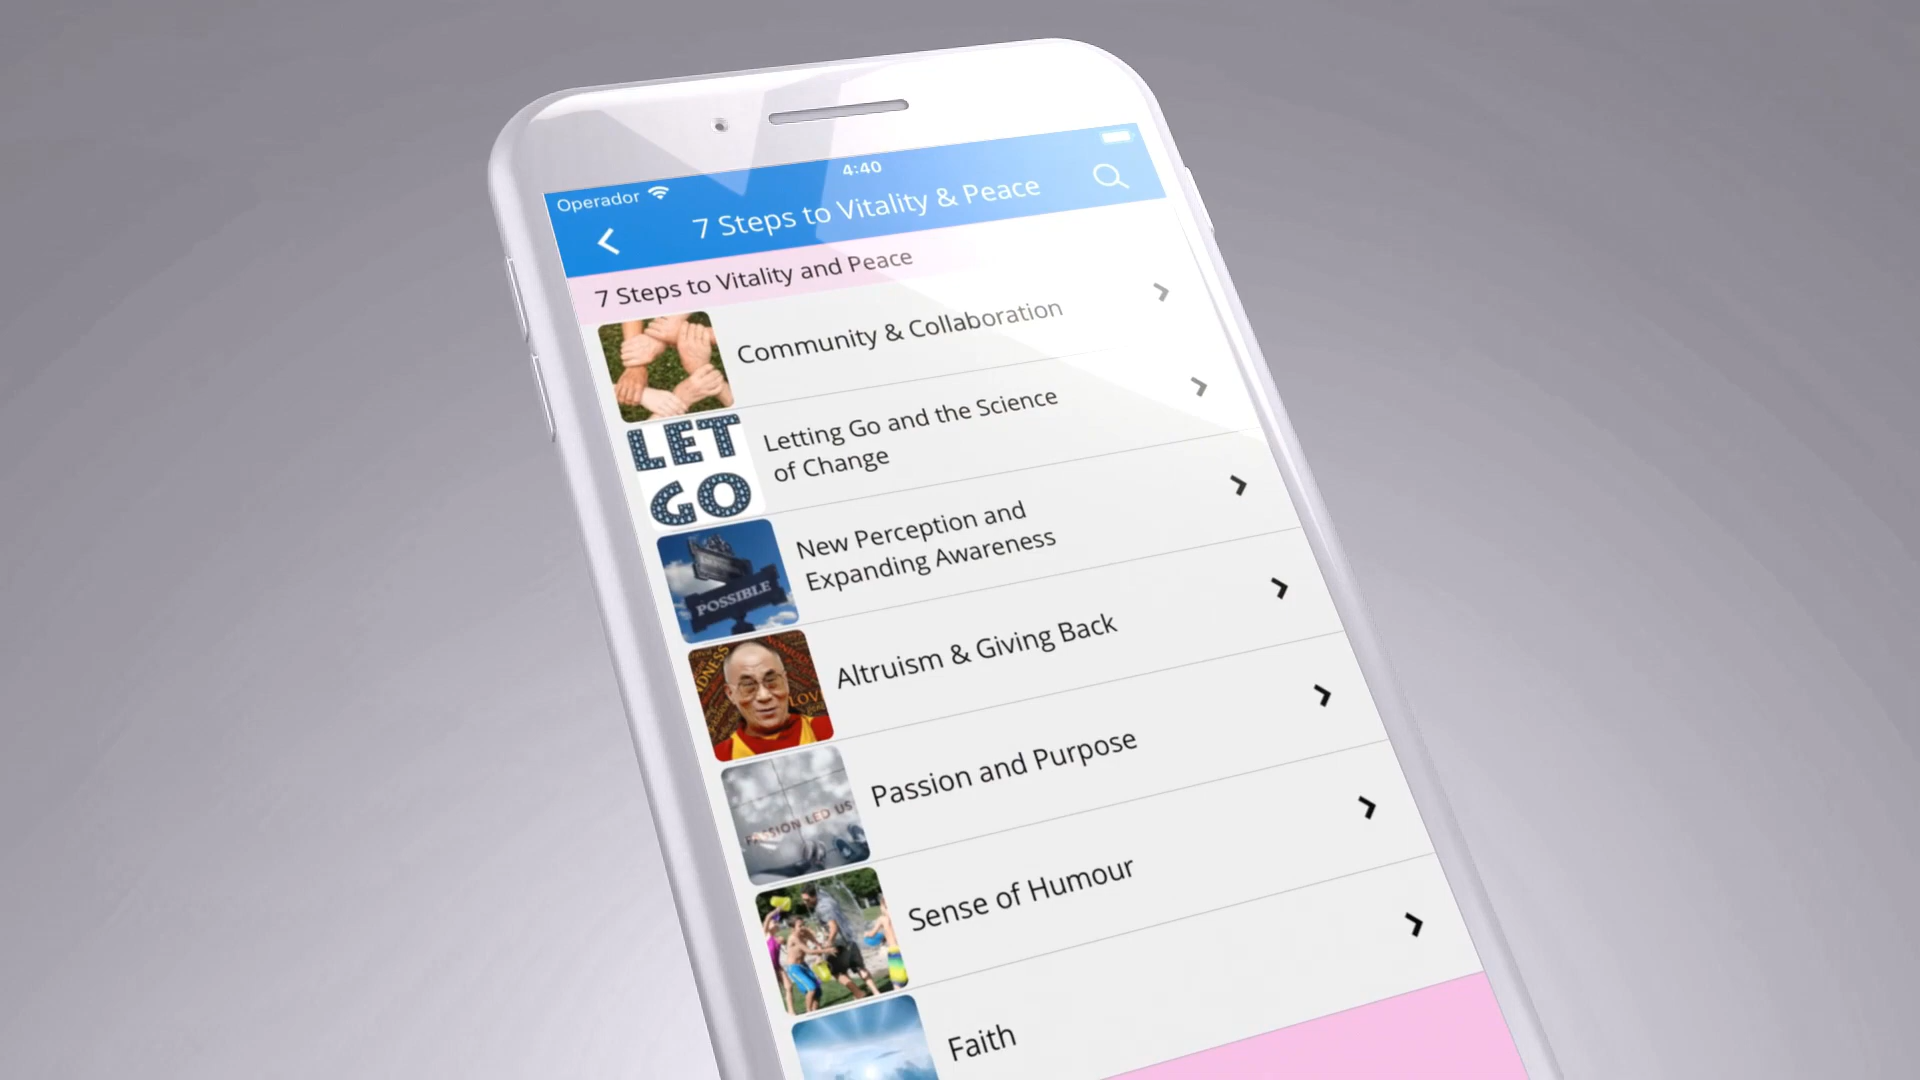 4:40
Operador
7 Steps to Vitality & Peace
7 Steps to Vitality and Peace
Community & Collaboration
LET
GO
Letting Go and the Science
of Change
POSSIBLE
New Perception and
Expanding Awareness
LOVE
Altruism & Giving Back
PASSION LED US
Passion and Purpose
Sense of Humour
Faith